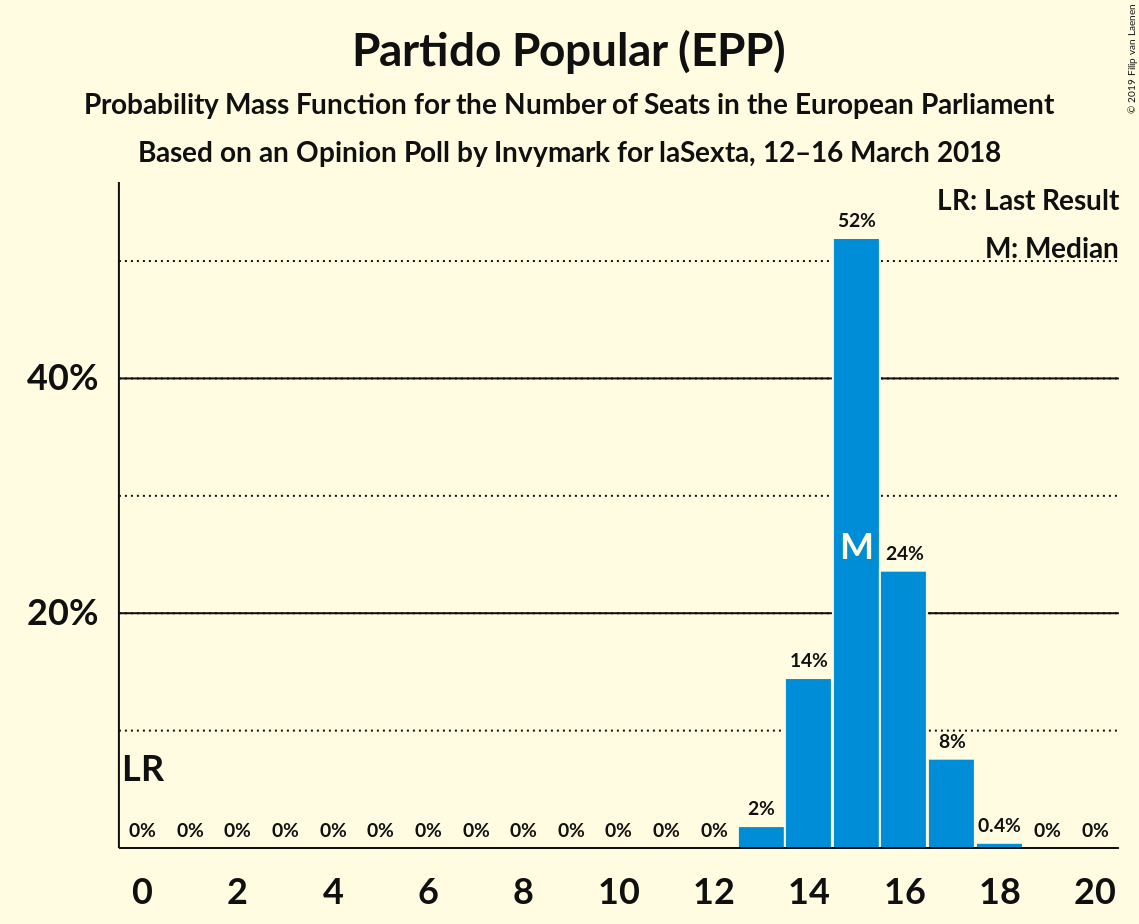 Partido Popular (EPP)
Probability Mass Function for the Number of Seats in the European Parliament
Based on an Opinion Poll by Invymark for laSexta, 12–16 March 2018
© 2019 Filip van Laenen
LR: Last Result
M: Median
52%
40%
M
24%
20%
14%
8%
LR
2%
0.4%
0% 0% 0% 0% 0% 0% 0% 0% 0% 0% 0% 0% 0% 0% 0%
0 2 4 6 8 10 12 14 16 18 20